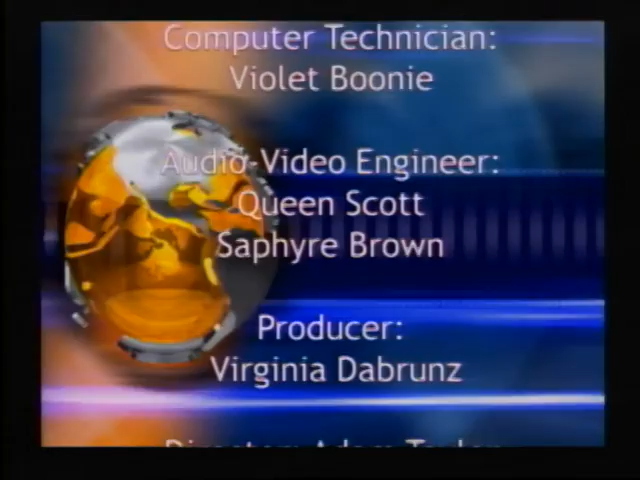 Computer Technician:
Violet Boonie
Audio-Video Engineer:
Queen Scott
Saphyre Brown
Producer:
Virginia Dabrunz